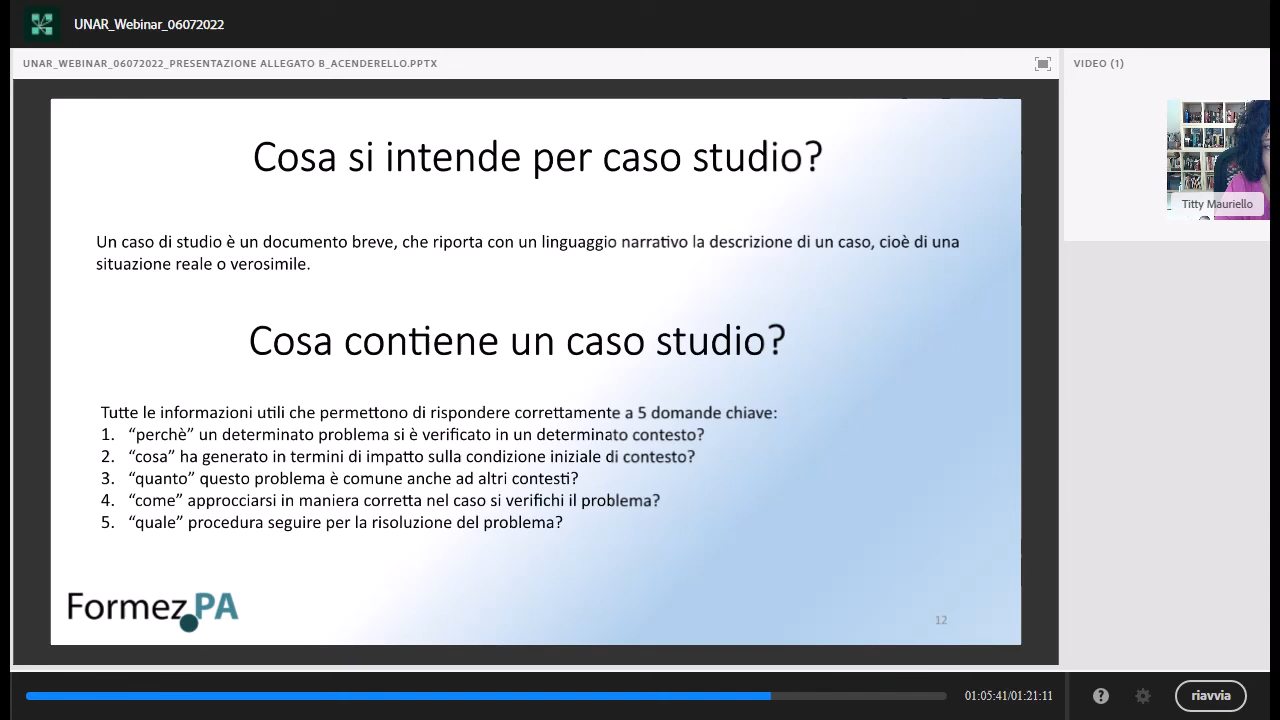 UNAR_Webinar_06072022
UNAR_WEBINAR_06072022_PRESENTAZIONE ALLEGATO B_ACENDERELLO.PPTX
VIDEO (1)
Cosa si intende per caso studio?
Titty Mauriello
Un caso di studio è un documento breve, che riporta con un linguaggio narrativo la descrizione di un caso, cioè di una
situazione reale o verosimile.
Cosa contiene un caso studio?
Tutte le informazioni utili che permettono di rispondere correttamente a 5 domande chiave:
1. “perchè” un determinato problema si è verificato in un determinato contesto?
2. “cosa” ha generato in termini di impatto sulla condizione iniziale di contesto?
3. “quanto” questo problema è comune anche ad altri contesti?
4. “come” approcciarsi in maniera corretta nel caso si verifichi il problema?
5. “quale” procedura seguire per la risoluzione del problema?
Formez.PA
12
01:05:41/01:21:11
?
riavvia